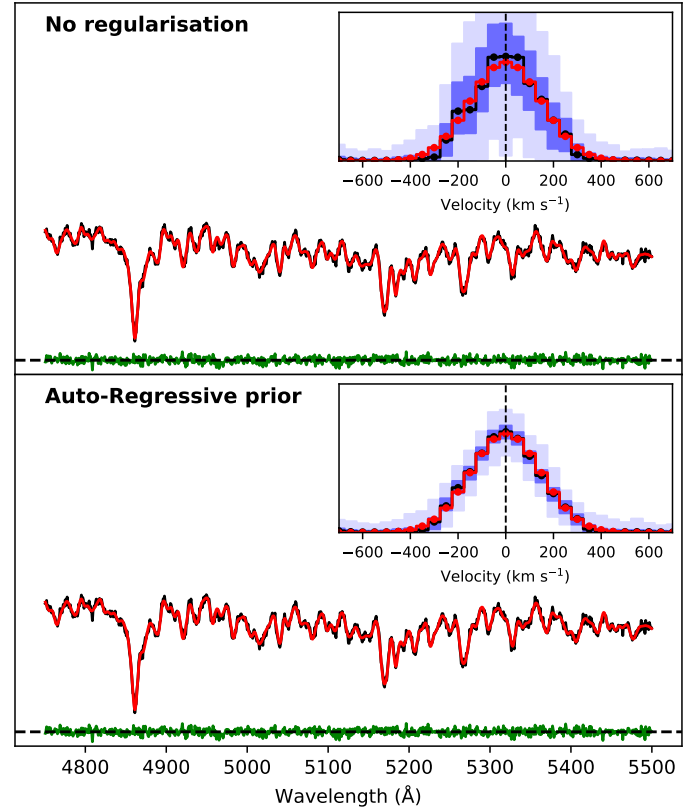 No regularisation
−600 −400 −200 0 200 400 600
Velocity (km s⁻¹)
Auto-Regressive prior
−600 −400 −200 0 200 400 600
Velocity (km s⁻¹)
4800 4900 5000 5100 5200 5300 5400 5500
Wavelength (Å)